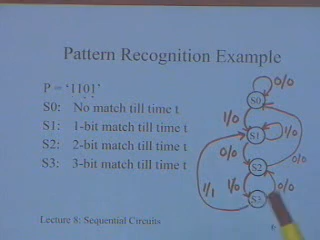 Pattern Recognition Example
P = '1101'
S0: No match till time t
S1: 1-bit match till time t
S2: 2-bit match till time t
S3: 3-bit match till time t
0/0
S0
1/0
S1
1/0
0/0
S2
0/0
1/1
1/0
0/0
S3
Lecture 8: Sequential Circuits